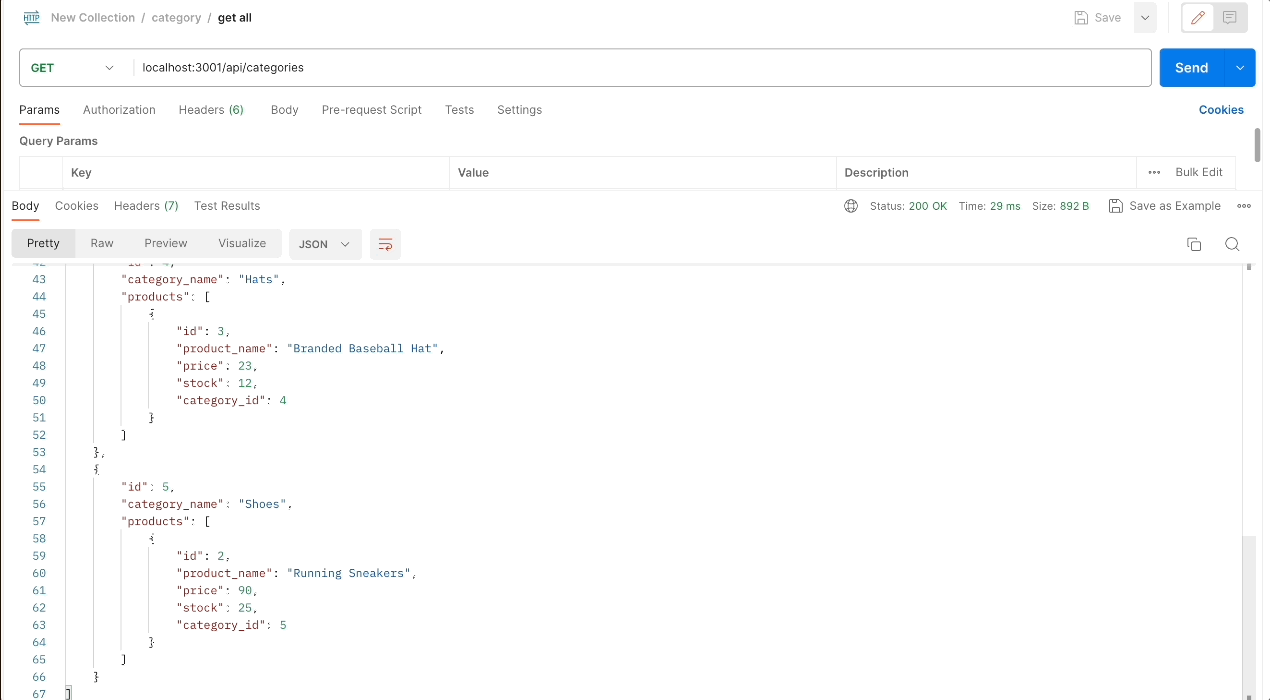 HTTP New Collection / category / get all Save
GET localhost:3001/api/categories Send
Params Authorization Headers (6) Body Pre-request Script Tests Settings Cookies
Query Params
Key Value Description ••• Bulk Edit
Body Cookies Headers (7) Test Results Status: 200 OK Time: 29 ms Size: 892 B Save as Example •••
Pretty Raw Preview Visualize JSON
42 "id": 4,
43 "category_name": "Hats",
44 "products": [
45 {
46 "id": 3,
47 "product_name": "Branded Baseball Hat",
48 "price": 23,
49 "stock": 12,
50 "category_id": 4
51 }
52 ]
53 },
54 {
55 "id": 5,
56 "category_name": "Shoes",
57 "products": [
58 {
59 "id": 2,
60 "product_name": "Running Sneakers",
61 "price": 90,
62 "stock": 25,
63 "category_id": 5
64 }
65 ]
66 }
67 ]